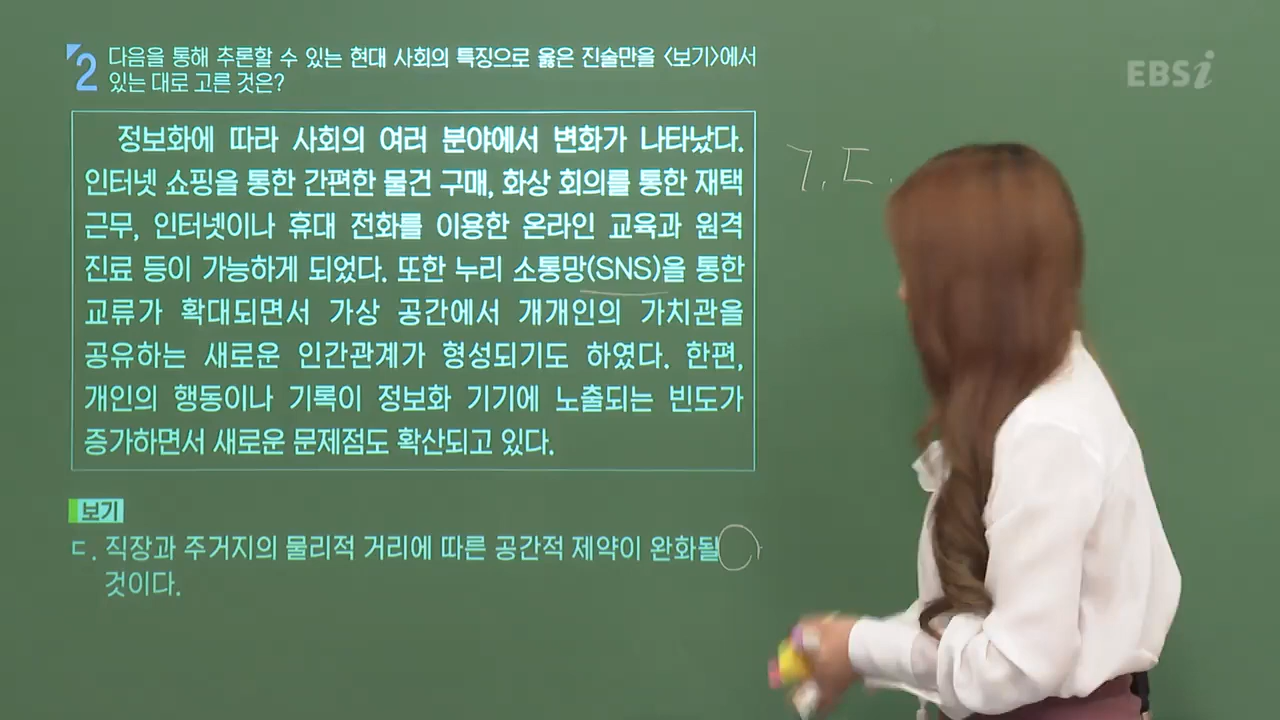 2 다음을 통해 추론할 수 있는 현대 사회의 특징으로 옳은 진술만을 <보기>에서
있는 대로 고른 것은?
EBSi
정보화에 따라 사회의 여러 분야에서 변화가 나타났다.
인터넷 쇼핑을 통한 간편한 물건 구매, 화상 회의를 통한 재택
근무, 인터넷이나 휴대 전화를 이용한 온라인 교육과 원격
진료 등이 가능하게 되었다. 또한 누리 소통망(SNS)을 통한
교류가 확대되면서 가상 공간에서 개개인의 가치관을
공유하는 새로운 인간관계가 형성되기도 하였다. 한편,
개인의 행동이나 기록이 정보화 기기에 노출되는 빈도가
증가하면서 새로운 문제점도 확산되고 있다.
ㄱ, ㄷ.
보기
ㄷ. 직장과 주거지의 물리적 거리에 따른 공간적 제약이 완화될
것이다.